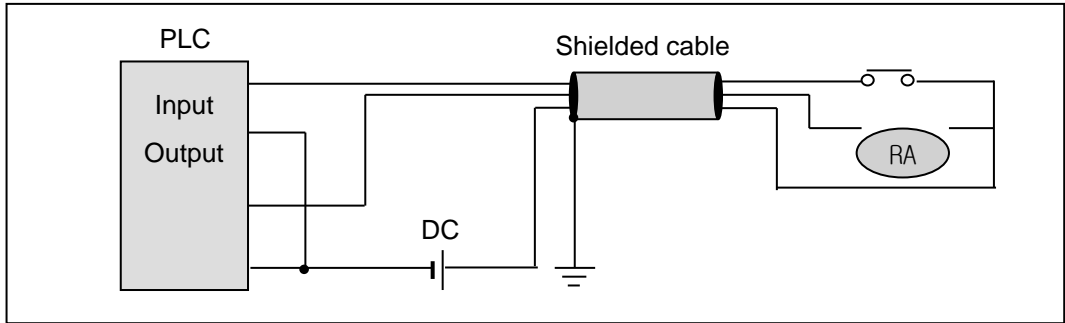 PLC
Shielded cable
Input
Output
RA
DC